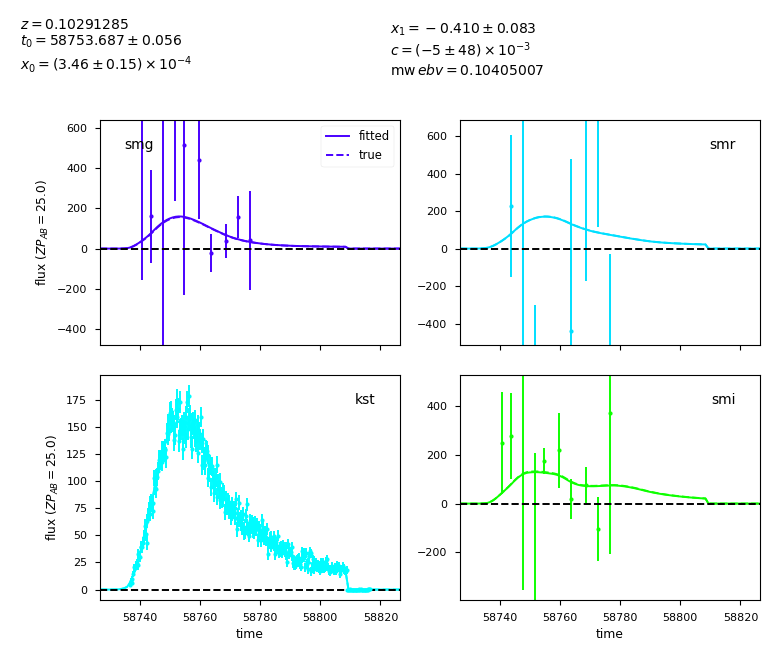 z = 0.10291285
t0 = 58753.687 ± 0.056
x0 = (3.46 ± 0.15) × 10^−4
x1 = −0.410 ± 0.083
c = (−5 ± 48) × 10^−3
mw ebv = 0.10405007
smg
fitted
true
600
400
200
0
−200
−400
flux (ZP_AB = 25.0)
smr
600
400
200
0
−200
−400
kst
175
150
125
100
75
50
25
0
flux (ZP_AB = 25.0)
58740 58760 58780 58800 58820
time
smi
400
200
0
−200
58740 58760 58780 58800 58820
time